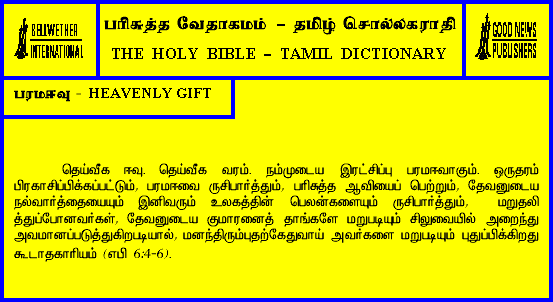 BELLWETHER
INTERNATIONAL
பரிசுத்த வேதாகமம் – தமிழ் சொல்லகராதி
THE HOLY BIBLE – TAMIL DICTIONARY
GOOD NEWS
PUBLISHERS
பரமஈவு - HEAVENLY GIFT
தெய்வீக ஈவு. தெய்வீக வரம். நம்முடைய இரட்சிப்பு பரமஈவாகும். ஒருதரம்
பிரகாசிப்பிக்கப்பட்டும், பரமஈவை ருசிபார்த்தும், பரிசுத்த ஆவியைப் பெற்றும், தேவனுடைய
நல்வார்த்தையையும் இனிவரும் உலகத்தின் பெலன்களையும் ருசிபார்த்தும், மறுதலி
த்துப்போனவர்கள், தேவனுடைய குமாரனைத் தாங்களே மறுபடியும் சிலுவையில் அறைந்து
அவமானப்படுத்துகிறபடியால், மனந்திரும்புதற்கேதுவாய் அவர்களை மறுபடியும் புதுப்பிக்கிறது
கூடாதகாரியம் (எபி 6:4-6).